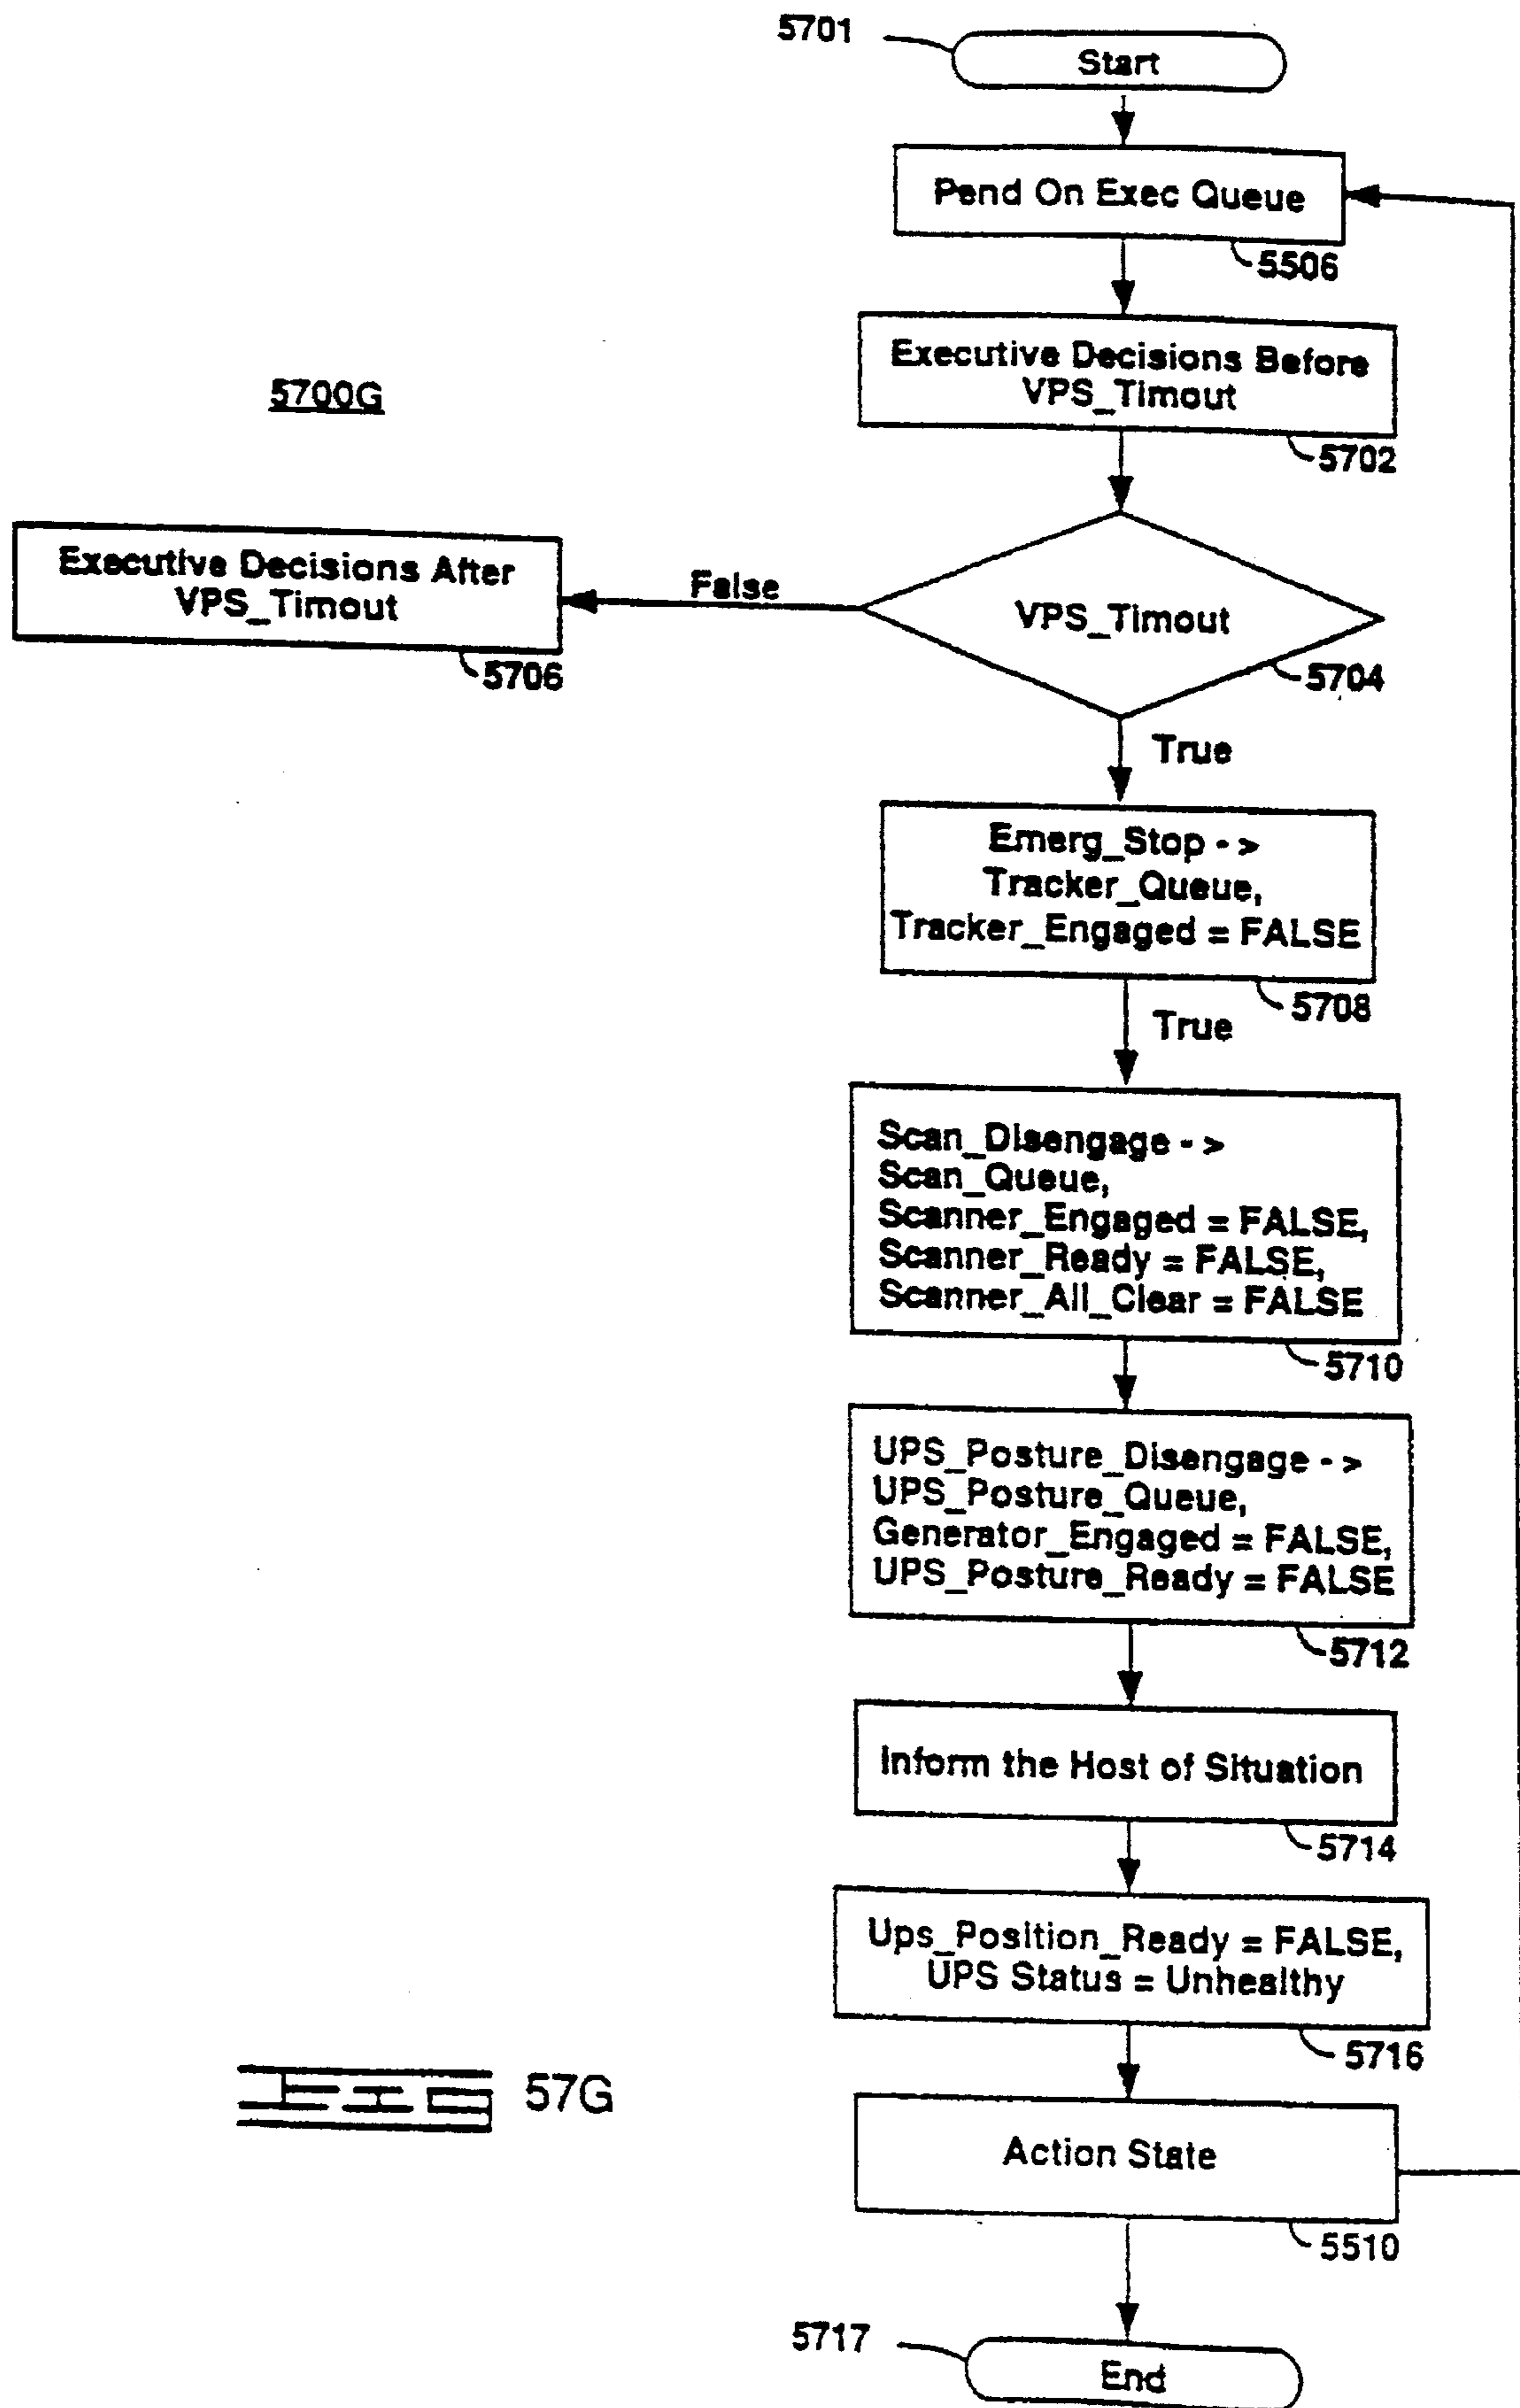 5701
Start
Pend On Exec Queue
5506
Executive Decisions Before
VPS_Timout
5702
5700G
Executive Decisions After
VPS_Timout
5706
False
VPS_Timout
5704
True
Emerg_Stop - >
Tracker_Queue,
Tracker_Engaged = FALSE
5708
True
Scan_Disengage - >
Scan_Queue,
Scanner_Engaged = FALSE,
Scanner_Ready = FALSE,
Scanner_All_Clear = FALSE
5710
UPS_Posture_Disengage - >
UPS_Posture_Queue,
Generator_Engaged = FALSE,
UPS_Posture_Ready = FALSE
5712
Inform the Host of Situation
5714
Ups_Position_Ready = FALSE,
UPS Status = Unhealthy
5716
FIG 57G
Action State
5510
5717
End